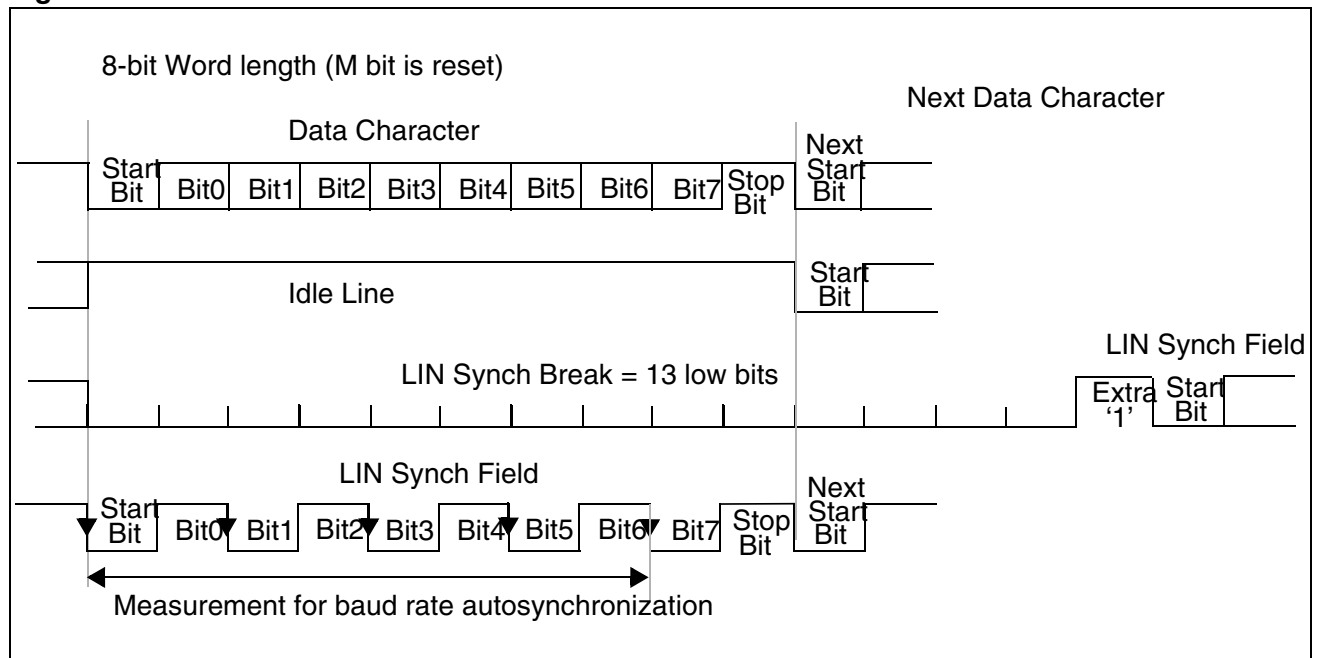 8-bit Word length (M bit is reset)
Next Data Character
Data Character
Start Bit Bit0 Bit1 Bit2 Bit3 Bit4 Bit5 Bit6 Bit7 Stop Bit Next Start Bit
Idle Line
Start Bit
LIN Synch Field
LIN Synch Break = 13 low bits
Extra ‘1’ Start Bit
LIN Synch Field
Start Bit Bit0 Bit1 Bit2 Bit3 Bit4 Bit5 Bit6 Bit7 Stop Bit Next Start Bit
Measurement for baud rate autosynchronization